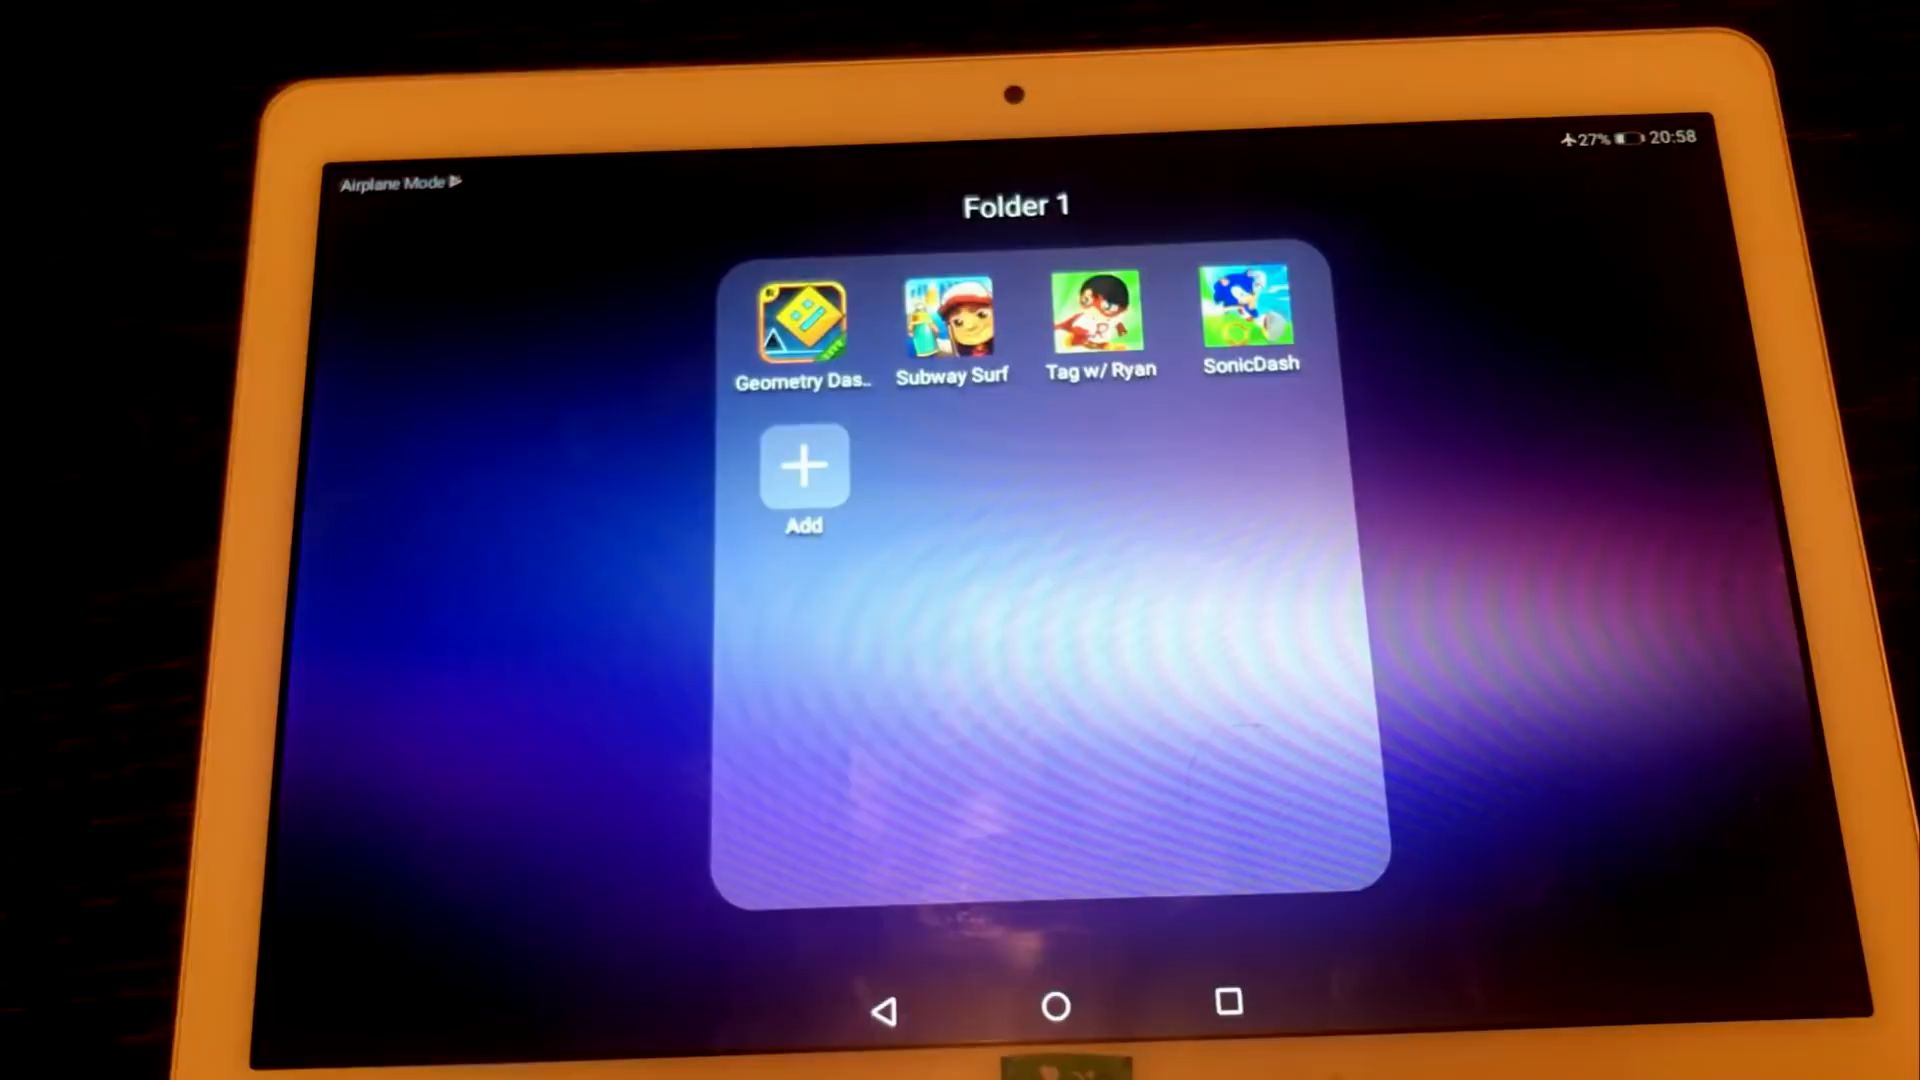 Airplane Mode
27% 20:58
Folder 1
Geometry Das..
Subway Surf
Tag w/ Ryan
SonicDash
Add